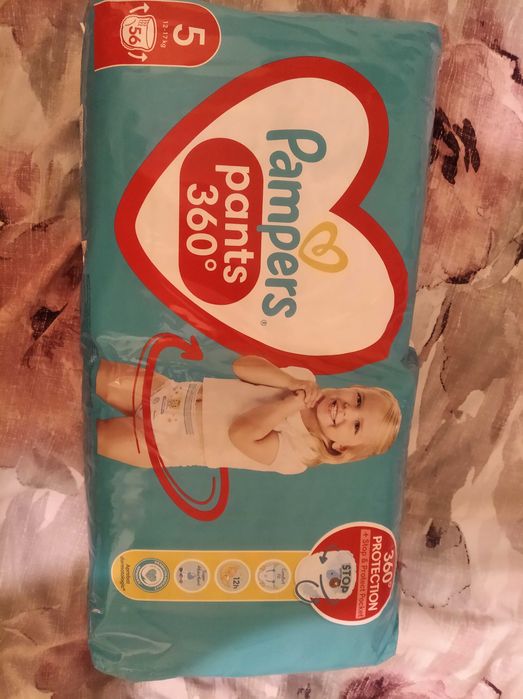 5
12-17 kg
56
Pampers®
pants
360°
360°
PROTECTION
STOP
12h